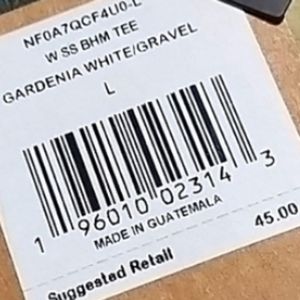 NF0A7QCF4U0-L
W SS BHM TEE
GARDENIA WHITE/GRAVEL
L
1 96010 02314 3
MADE IN GUATEMALA
Suggested Retail 45.00